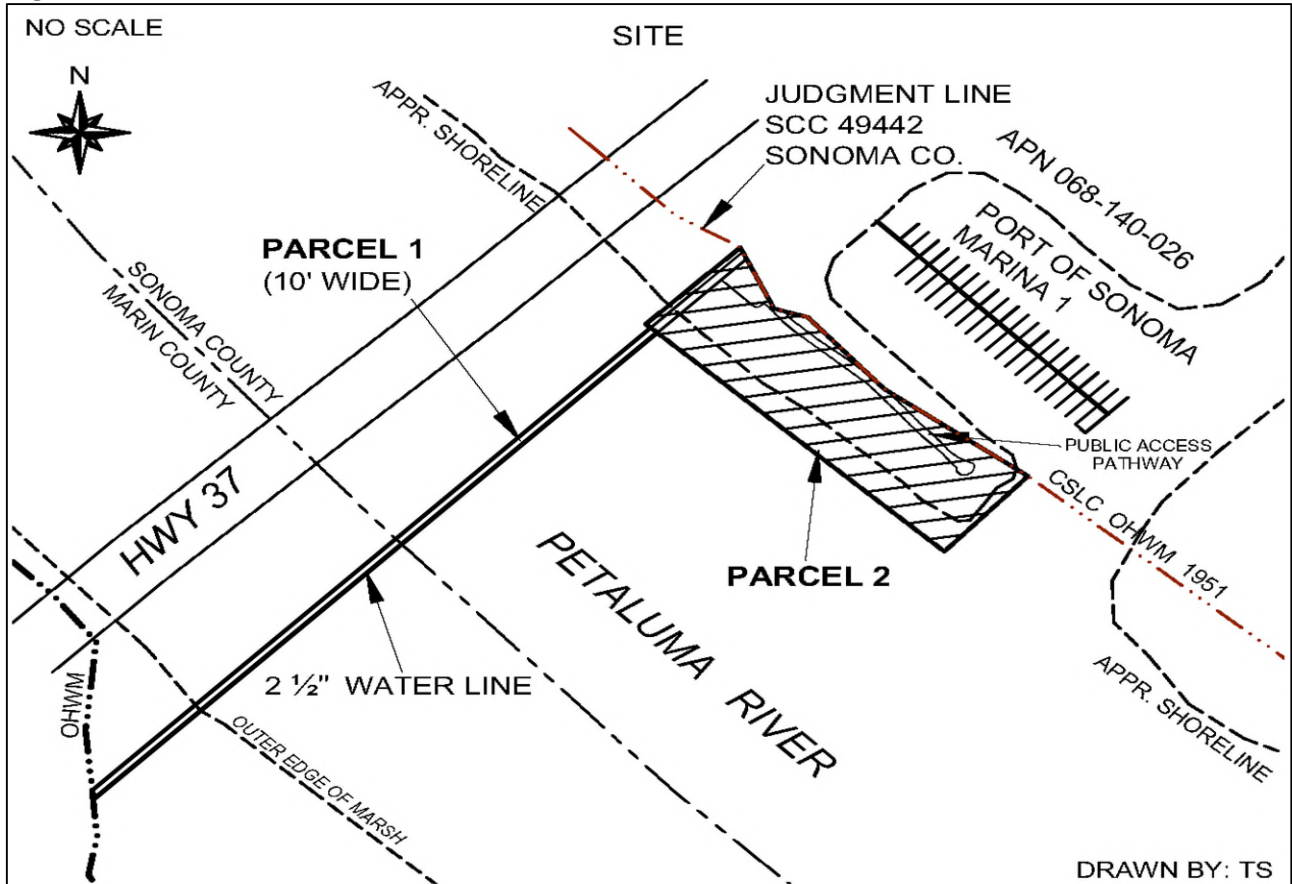 NO SCALE
SITE
N
APPR. SHORELINE
JUDGMENT LINE
SCC 49442
SONOMA CO.
APN 068-140-026
PORT OF SONOMA
MARINA 1
PARCEL 1
(10' WIDE)
SONOMA COUNTY
MARIN COUNTY
HWY 37
PUBLIC ACCESS
PATHWAY
CSLC OHWM 1951
PARCEL 2
PETALUMA RIVER
2 ½" WATER LINE
OHWM
OUTER EDGE OF MARSH
APPR. SHORELINE
DRAWN BY: TS